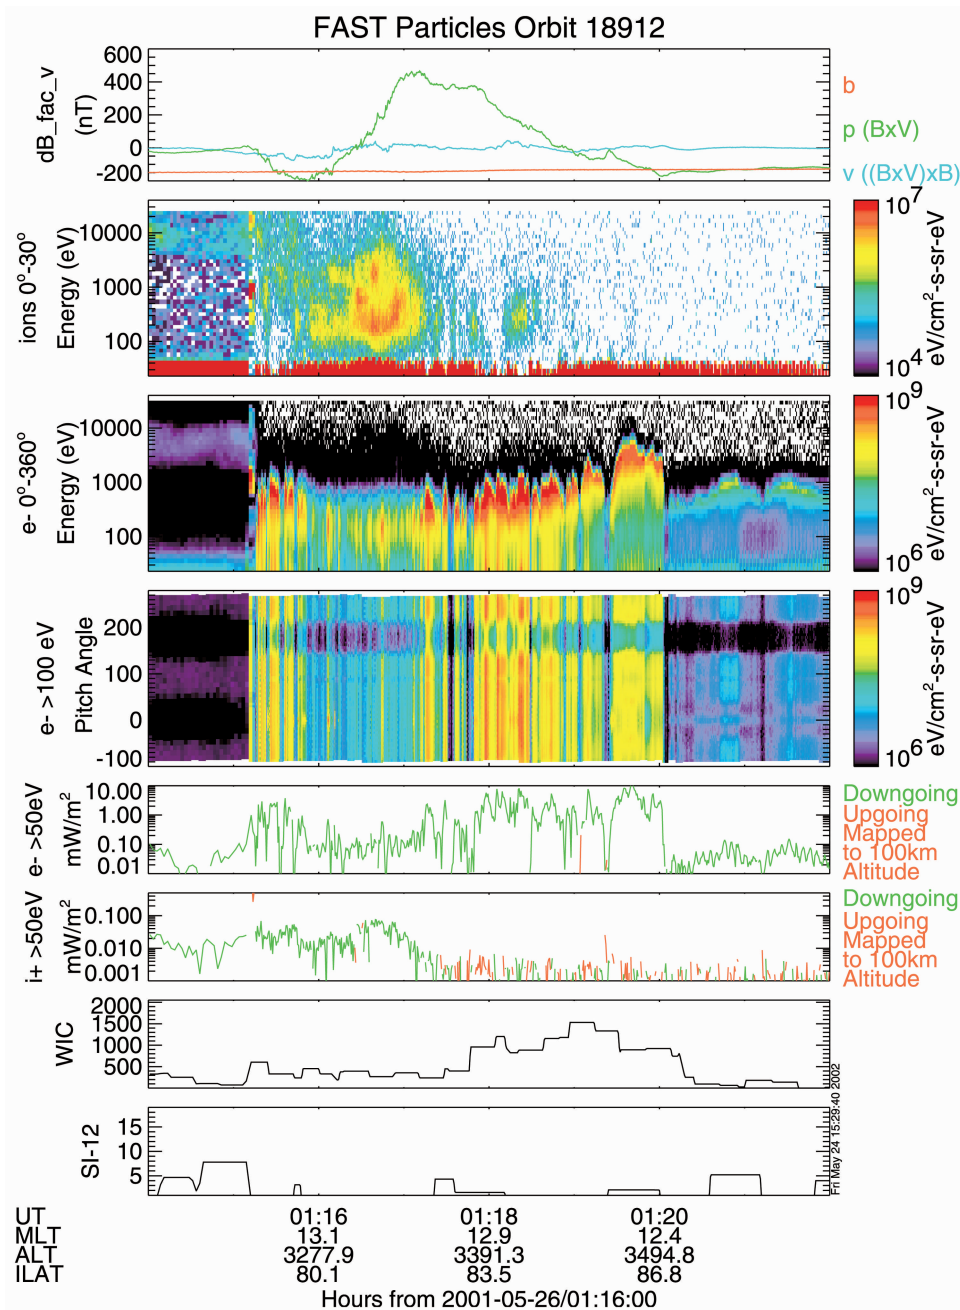 FAST Particles Orbit 18912
dB_fac_v
(nT)
600
400
200
0
-200
b
p (BxV)
v ((BxV)xB)
ions 0°-30°
Energy (eV)
10000
1000
100
10^7
10^4
eV/cm²-s-sr-eV
e- 0°-360°
Energy (eV)
10000
1000
100
10^9
10^6
eV/cm²-s-sr-eV
e- >100 eV
Pitch Angle
200
100
0
-100
10^9
10^6
eV/cm²-s-sr-eV
e- >50eV
mW/m²
10.00
1.00
0.10
0.01
Downgoing
Upgoing
Mapped
to 100km
Altitude
i+ >50eV
mW/m²
0.100
0.010
0.001
Downgoing
Upgoing
Mapped
to 100km
Altitude
WIC
2000
1500
1000
500
SI-12
15
10
5
Fri May 24 15:29:40 2002
UT 01:16 01:18 01:20
MLT 13.1 12.9 12.4
ALT 3277.9 3391.3 3494.8
ILAT 80.1 83.5 86.8
Hours from 2001-05-26/01:16:00